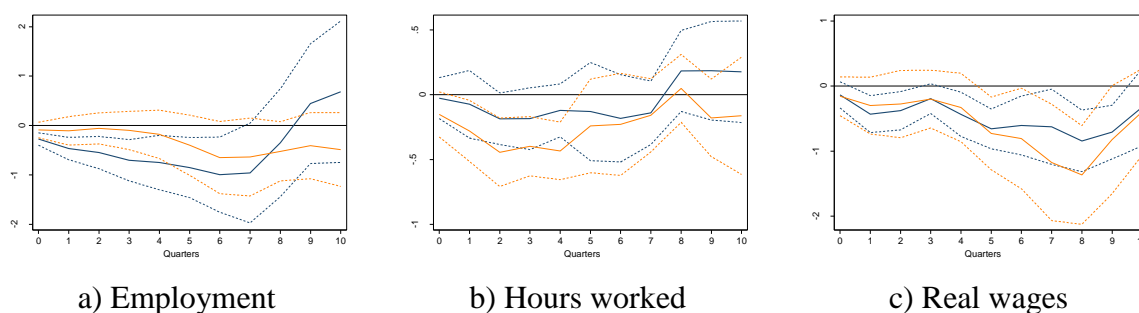 2
1
0
-1
-2
0 1 2 3 4 5 6 7 8 9 10
Quarters
a) Employment
.5
0
-.5
-1
0 1 2 3 4 5 6 7 8 9 10
Quarters
b) Hours worked
1
0
-1
-2
0 1 2 3 4 5 6 7 8 9 1
Quarters
c) Real wages